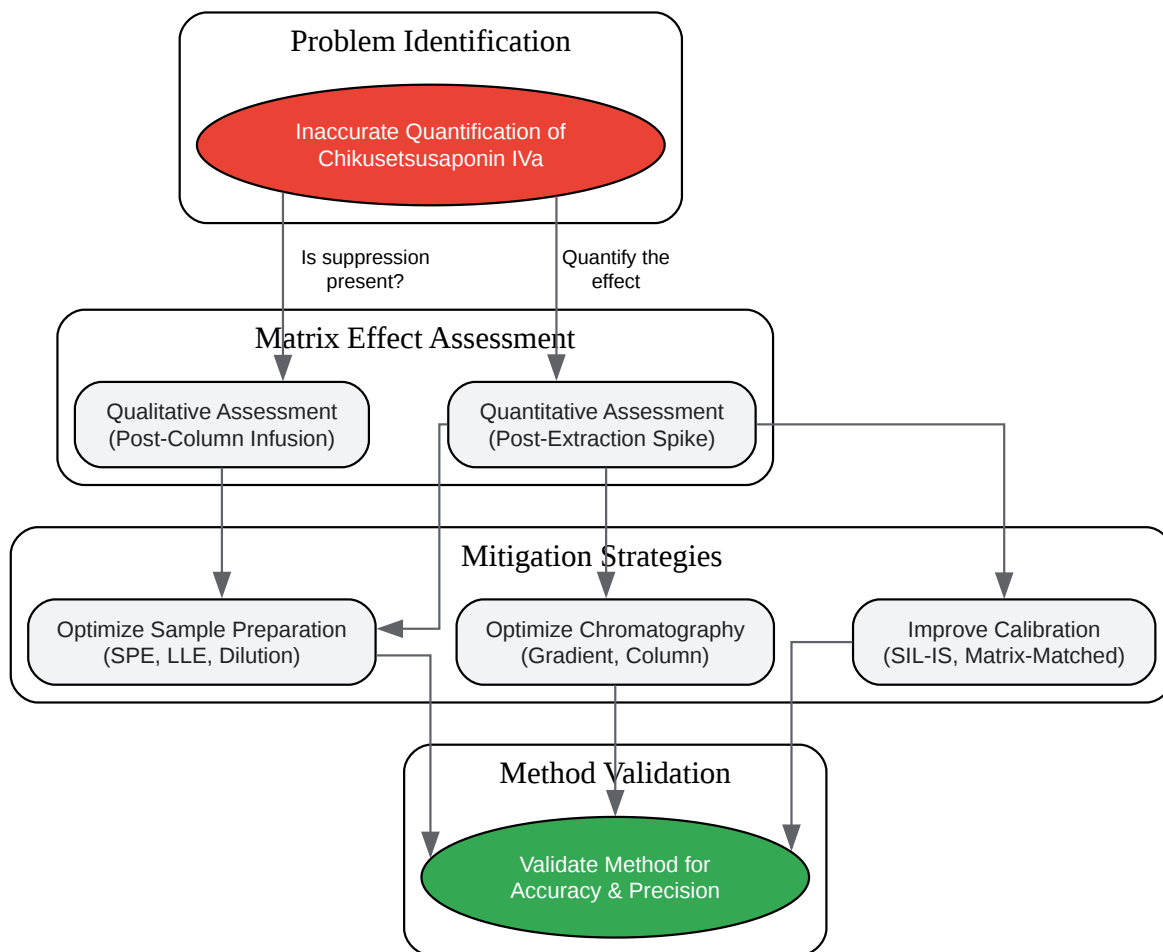 Problem Identification
Inaccurate Quantification of
Chikusetsusaponin IVa
Is suppression
present?
Quantify the
effect
Matrix Effect Assessment
Qualitative Assessment
(Post-Column Infusion)
Quantitative Assessment
(Post-Extraction Spike)
Mitigation Strategies
Optimize Sample Preparation
(SPE, LLE, Dilution)
Optimize Chromatography
(Gradient, Column)
Improve Calibration
(SIL-IS, Matrix-Matched)
Method Validation
Validate Method for
Accuracy & Precision